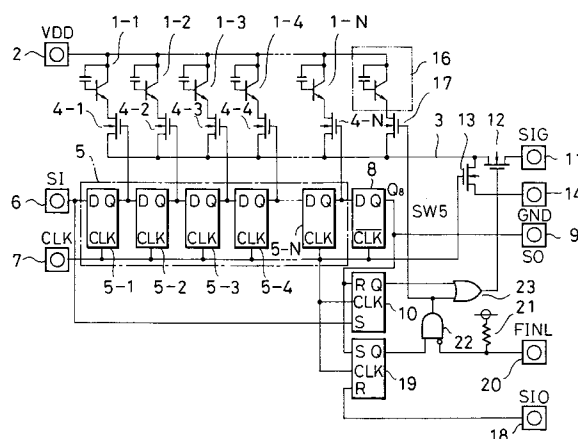 VDD
2
1-1
1-2
1-3
1-4
1-N
16
17
4-1
4-2
4-3
4-4
4-N
3
13
12
SIG
11
5
SI
6
D Q
CLK
D Q
CLK
D Q
CLK
D Q
CLK
D Q
CLK
8
D Q
CLK
Q8
SW5
14
GND
9
SO
CLK
7
5-1
5-2
5-3
5-4
5-N
R Q
CLK
S
10
23
21
22
FINL
20
S Q
CLK
R
19
SIO
18